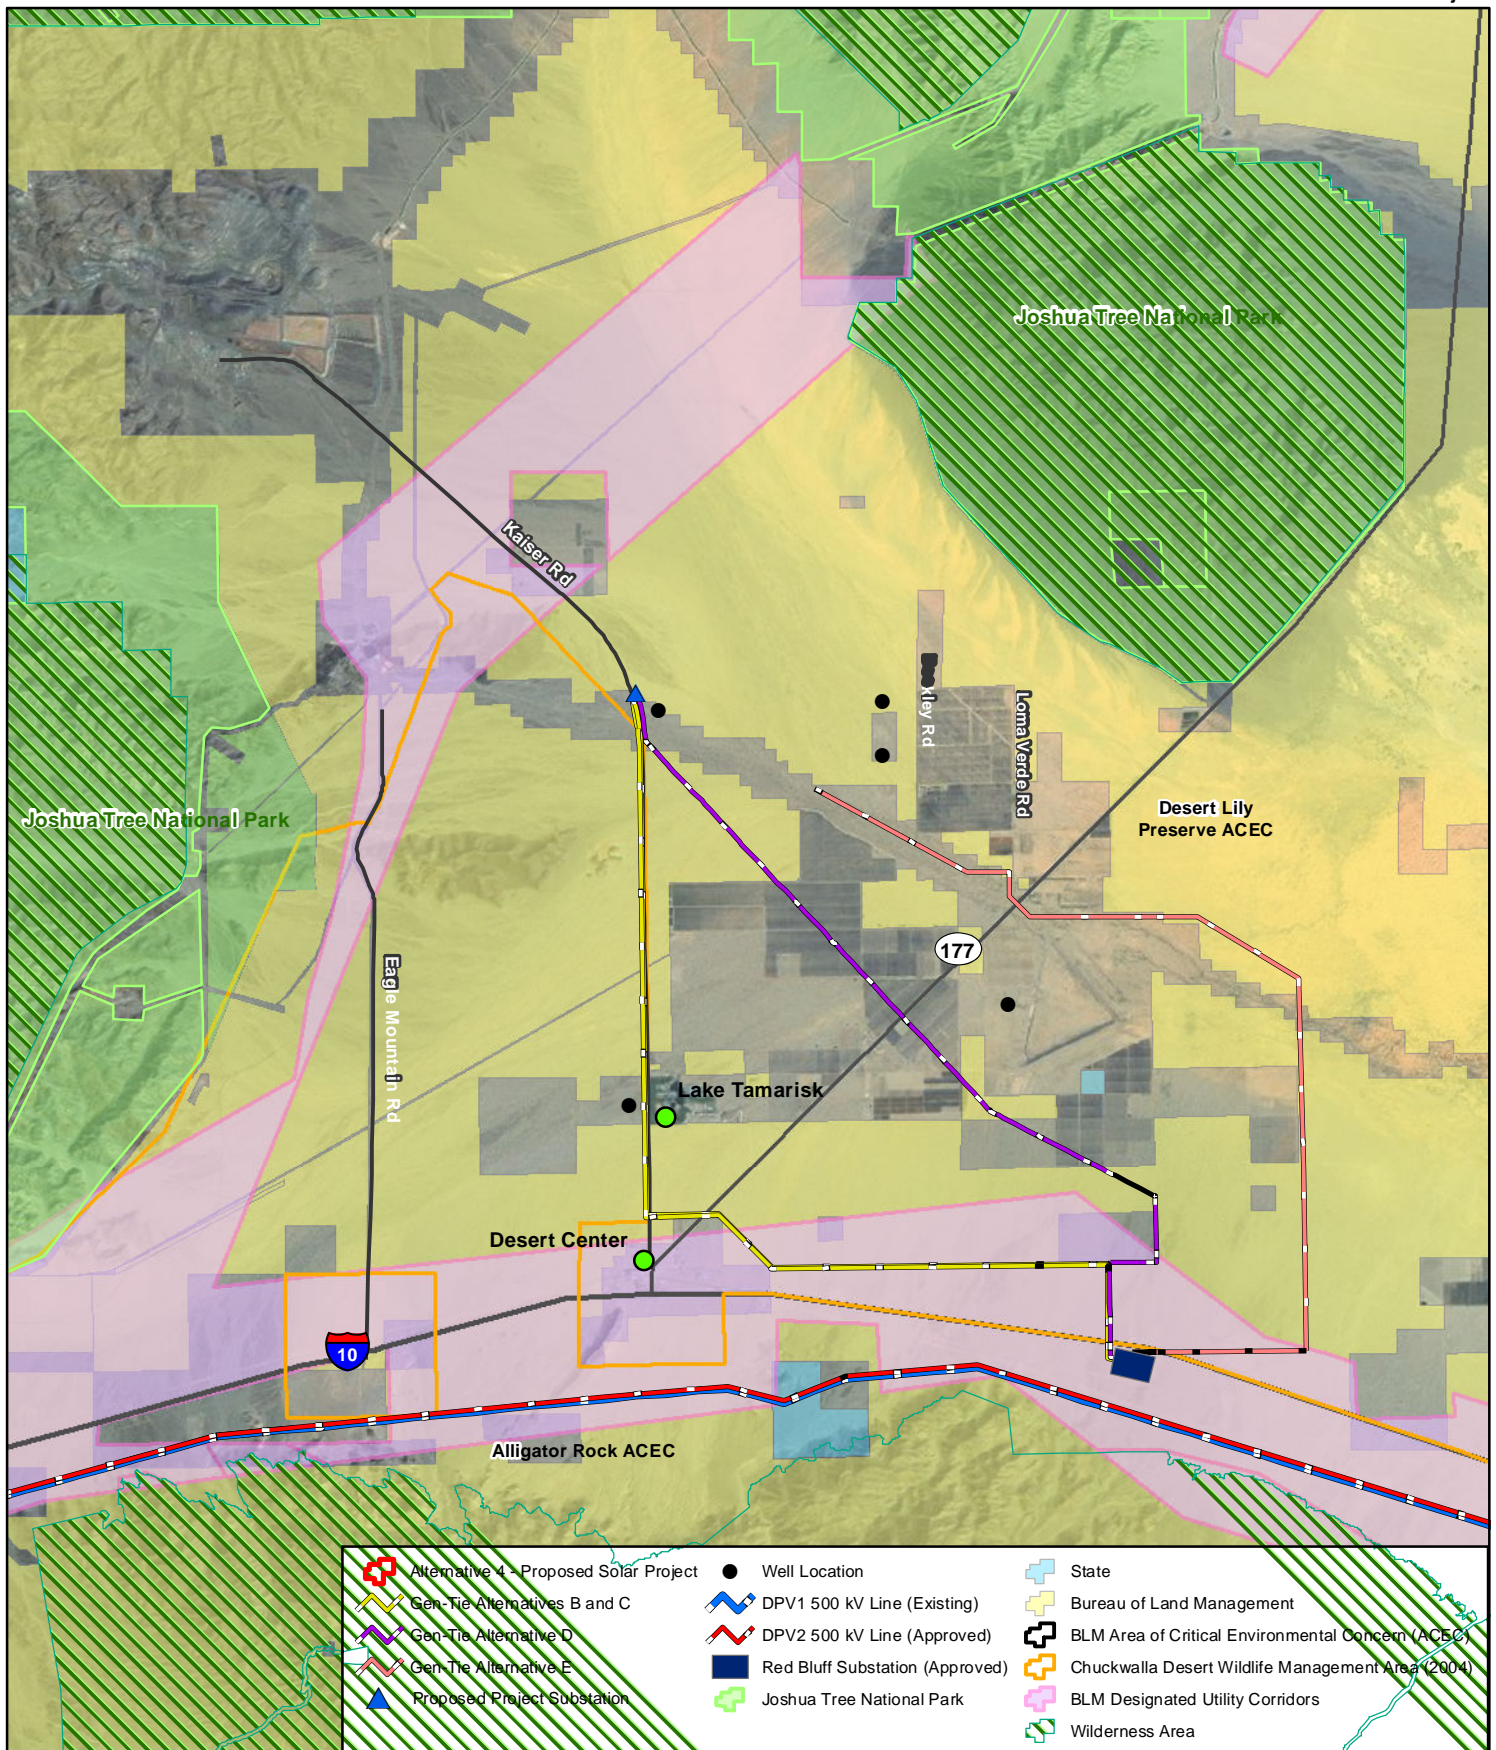 Joshua Tree National Park
Kaiser Rd
xley Rd
Loma Verde Rd
Desert Lily
Preserve ACEC
Joshua Tree National Park
177
Eagle Mountain Rd
Lake Tamarisk
Desert Center
10
Alligator Rock ACEC
Alternative 4 - Proposed Solar Project
Gen-Tie Alternatives B and C
Gen-Tie Alternative D
Gen-Tie Alternative E
Proposed Project Substation
Well Location
DPV1 500 kV Line (Existing)
DPV2 500 kV Line (Approved)
Red Bluff Substation (Approved)
Joshua Tree National Park
State
Bureau of Land Management
BLM Area of Critical Environmental Concern (ACEC)
Chuckwalla Desert Wildlife Management Area (2004)
BLM Designated Utility Corridors
Wilderness Area